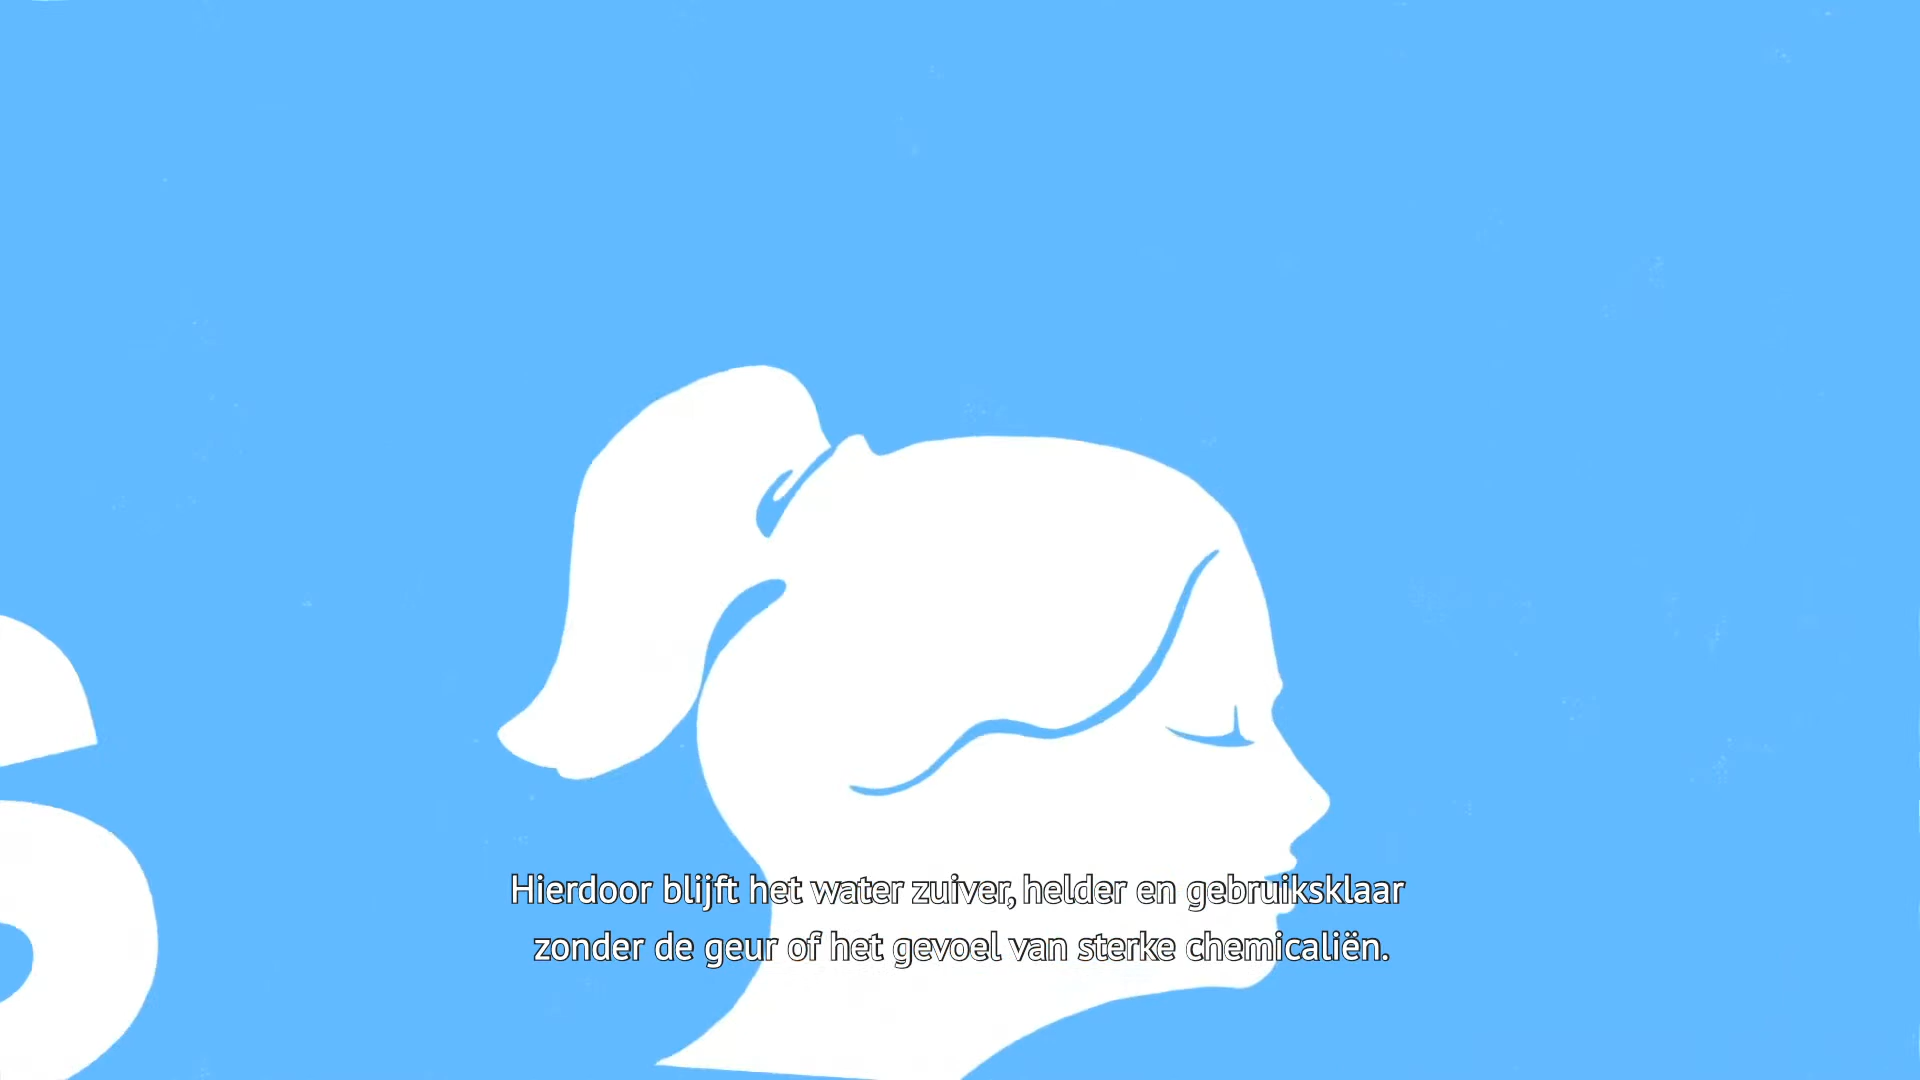 Hierdoor blijft het water zuiver, helder en gebruiksklaar
zonder de geur of het gevoel van sterke chemicaliën.